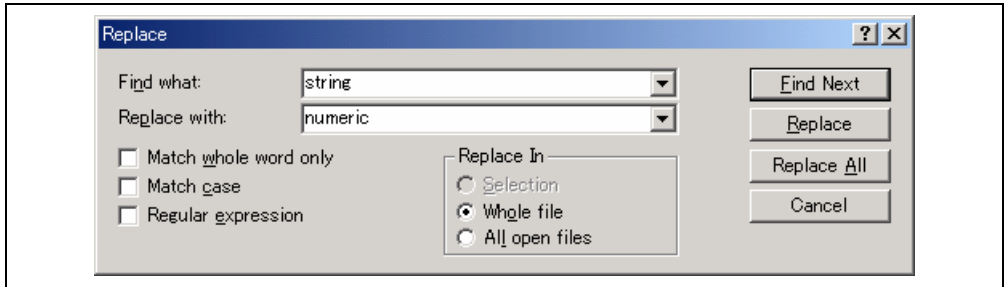 Replace
Find what: string
Replace with: numeric
Match whole word only
Match case
Regular expression
Replace In
Selection
Whole file
All open files
Find Next
Replace
Replace All
Cancel